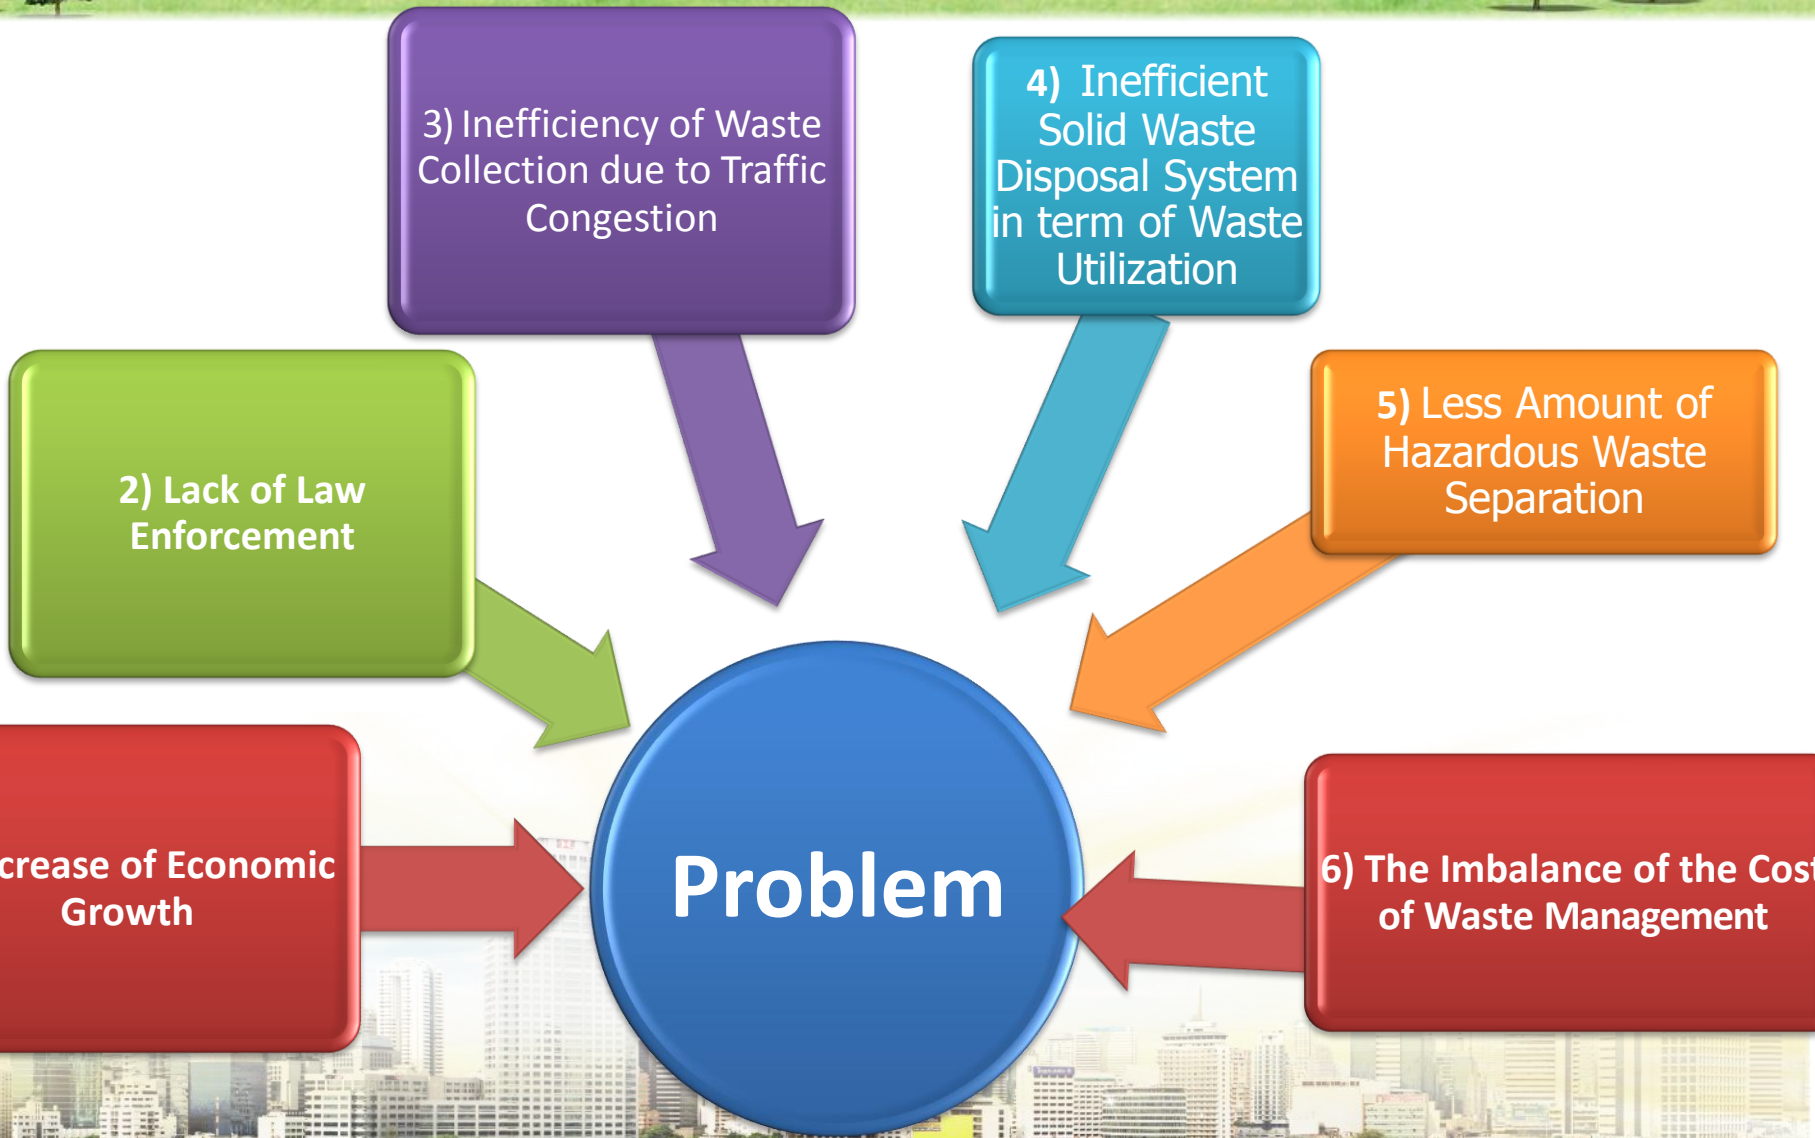 3) Inefficiency of Waste
Collection due to Traffic
Congestion
4) Inefficient
Solid Waste
Disposal System
in term of Waste
Utilization
2) Lack of Law
Enforcement
5) Less Amount of
Hazardous Waste
Separation
crease of Economic
Growth
Problem
6) The Imbalance of the Cost
of Waste Management